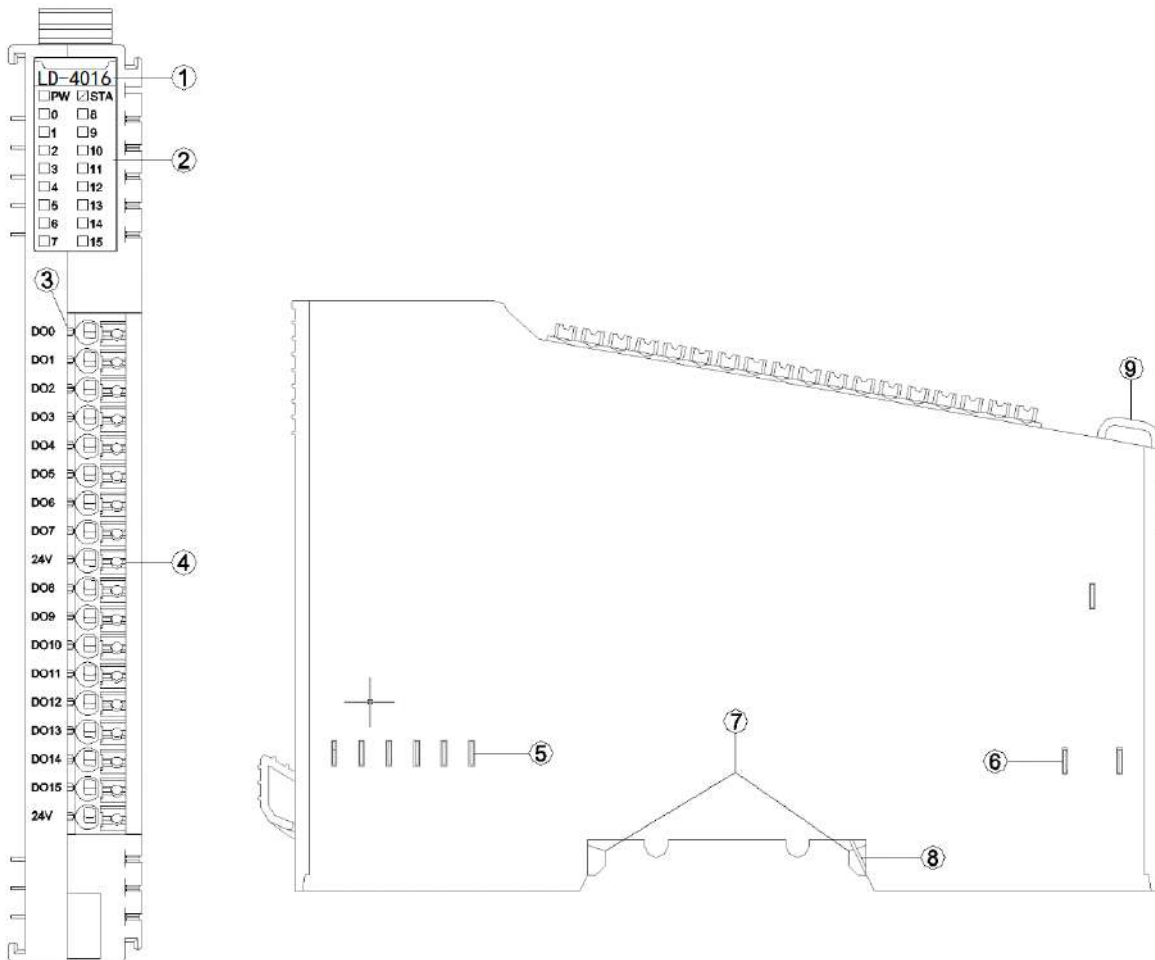 LD-4016
PW STA
0 8
1 9
2 10
3 11
4 12
5 13
6 14
7 15
①
②
③
DO0
DO1
DO2
DO3
DO4
DO5
DO6
DO7
24V
DO8
DO9
DO10
DO11
DO12
DO13
DO14
DO15
24V
④
⑤
⑥
⑦
⑧
⑨